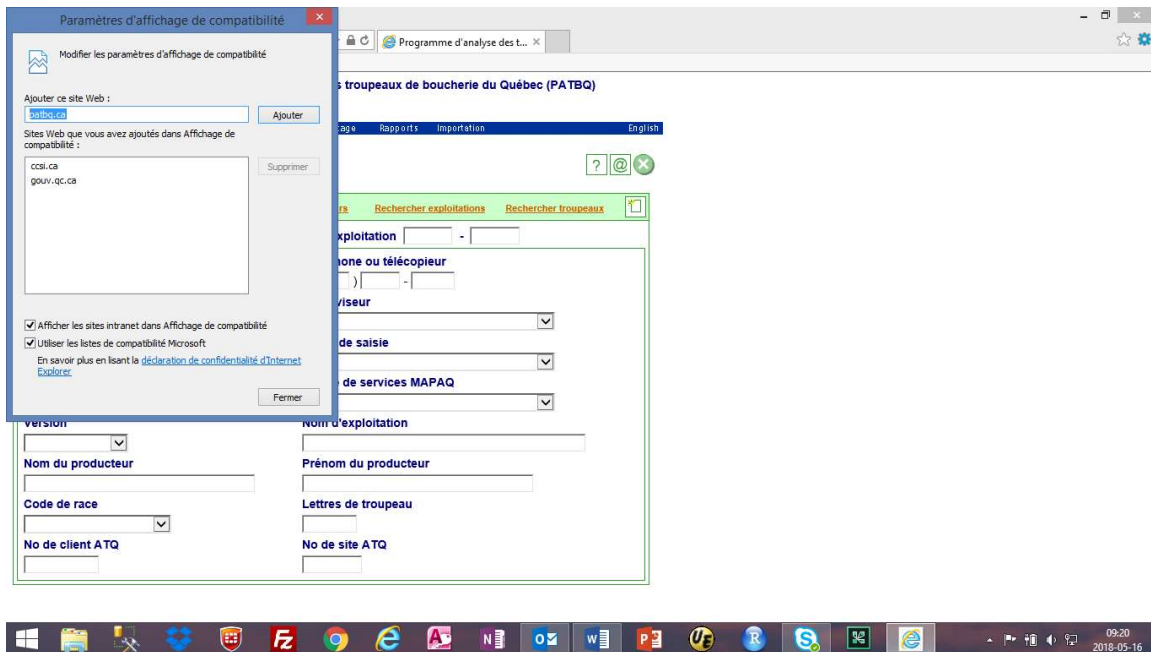 Paramètres d'affichage de compatibilité
Modifier les paramètres d'affichage de compatibilité
Ajouter ce site Web :
patbq.ca
Ajouter
Sites Web que vous avez ajoutés dans Affichage de
compatibilité :
ccsi.ca
gouv.qc.ca
Supprimer
Afficher les sites intranet dans Affichage de compatibilité
Utiliser les listes de compatibilité Microsoft
En savoir plus en lisant la déclaration de confidentialité d'Internet
Explorer
Fermer
Programme d'analyse des t...
s troupeaux de boucherie du Québec (PATBQ)
Rapports Importation English
? @
rs Rechercher exploitations Rechercher troupeaux
xploitation -
one ou télécopieur
) -
viseur
de saisie
de services MAPAQ
Version Nom d'exploitation
Nom du producteur Prénom du producteur
Code de race Lettres de troupeau
No de client ATQ No de site ATQ
09:20
2018-05-16